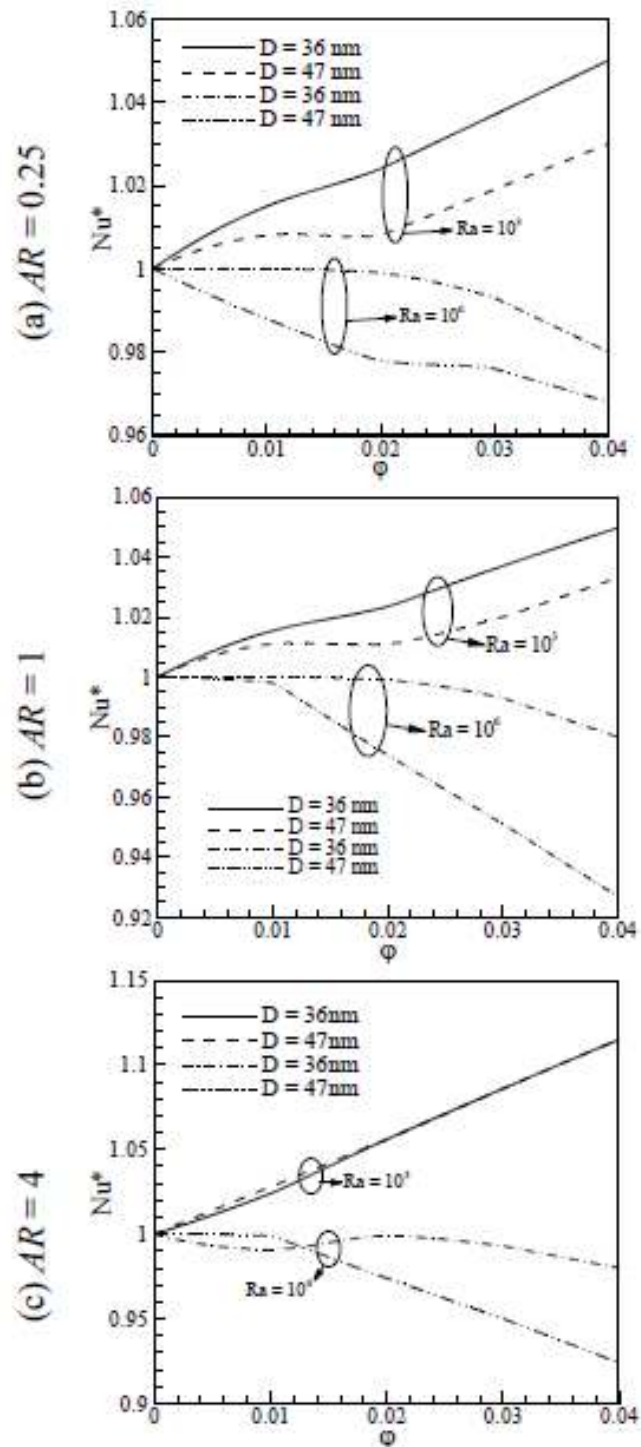 (a) AR = 0.25
1.06
1.04
1.02
1
0.98
0.96
Nu*
D = 36 nm
D = 47 nm
D = 36 nm
D = 47 nm
Ra = 10³
Ra = 10⁶
0
0.01
0.02
0.03
0.04
φ
(b) AR = 1
1.06
1.04
1.02
1
0.98
0.96
0.94
0.92
Nu*
Ra = 10³
Ra = 10⁶
D = 36 nm
D = 47 nm
D = 36 nm
D = 47 nm
0
0.01
0.02
0.03
0.04
φ
(c) AR = 4
1.15
1.1
1.05
1
0.95
0.9
Nu*
D = 36nm
D = 47nm
D = 36nm
D = 47nm
Ra = 10³
Ra = 10⁶
0
0.01
0.02
0.03
0.04
φ